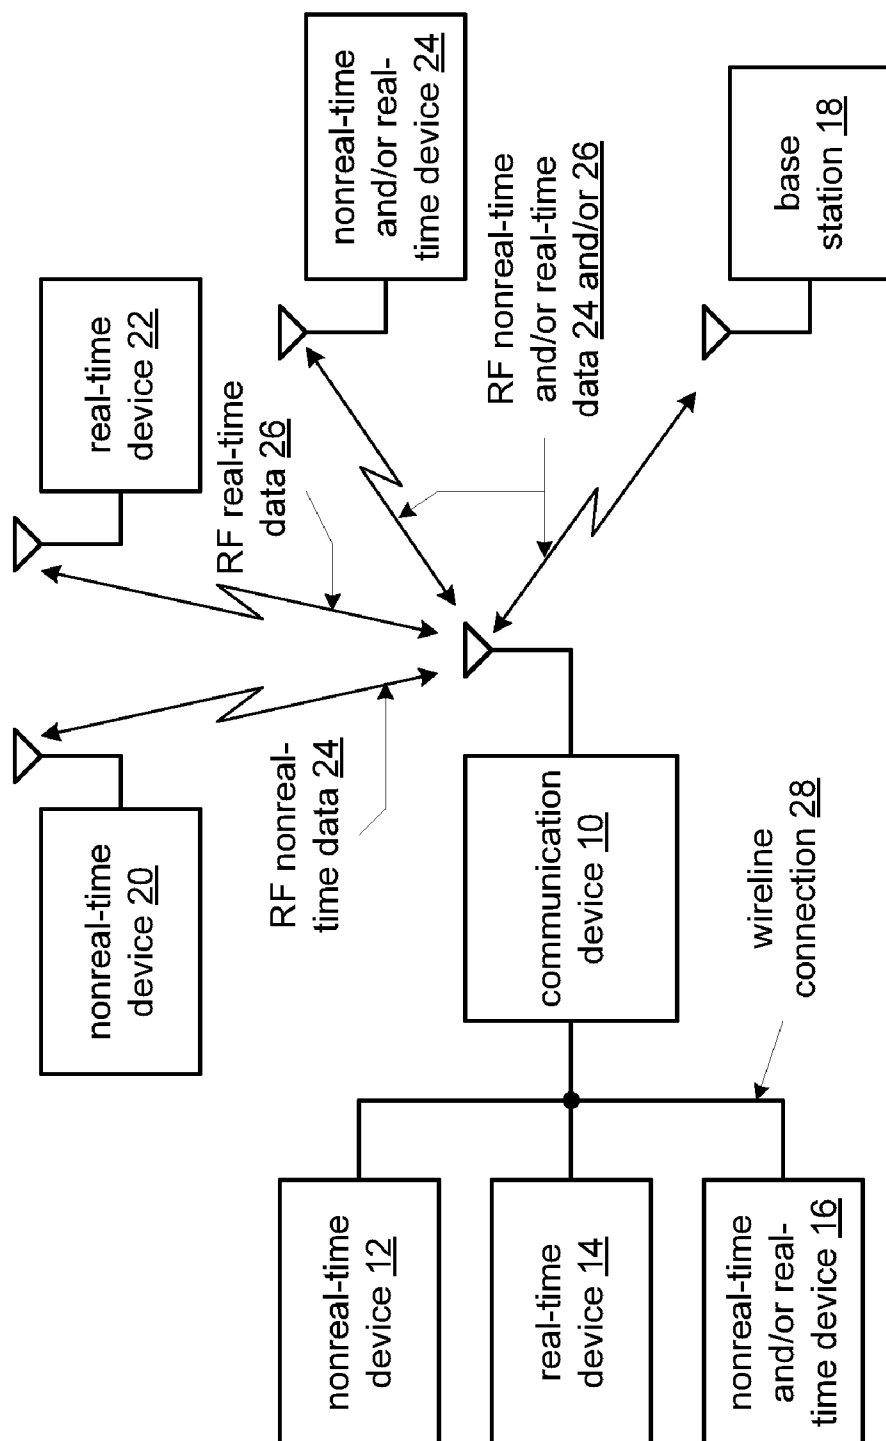 nonreal-time
device 20
real-time
device 22
RF nonreal-
time data 24
RF real-time
data 26
nonreal-time
and/or real-
time device 24
RF nonreal-time
and/or real-time
data 24 and/or 26
nonreal-time
device 12
communication
device 10
real-time
device 14
nonreal-time
and/or real-
time device 16
wireline
connection 28
base
station 18